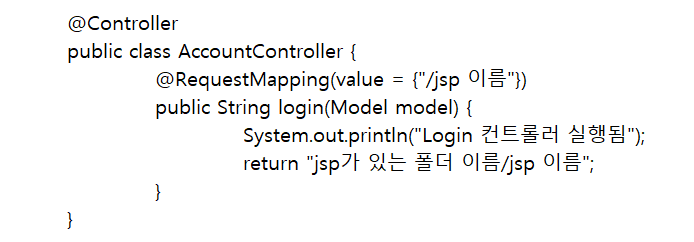 @Controller
public class AccountController {
@RequestMapping(value = {"/jsp 이름"})
public String login(Model model) {
System.out.println("Login 컨트롤러 실행됨");
return "jsp가 있는 폴더 이름/jsp 이름";
}
}